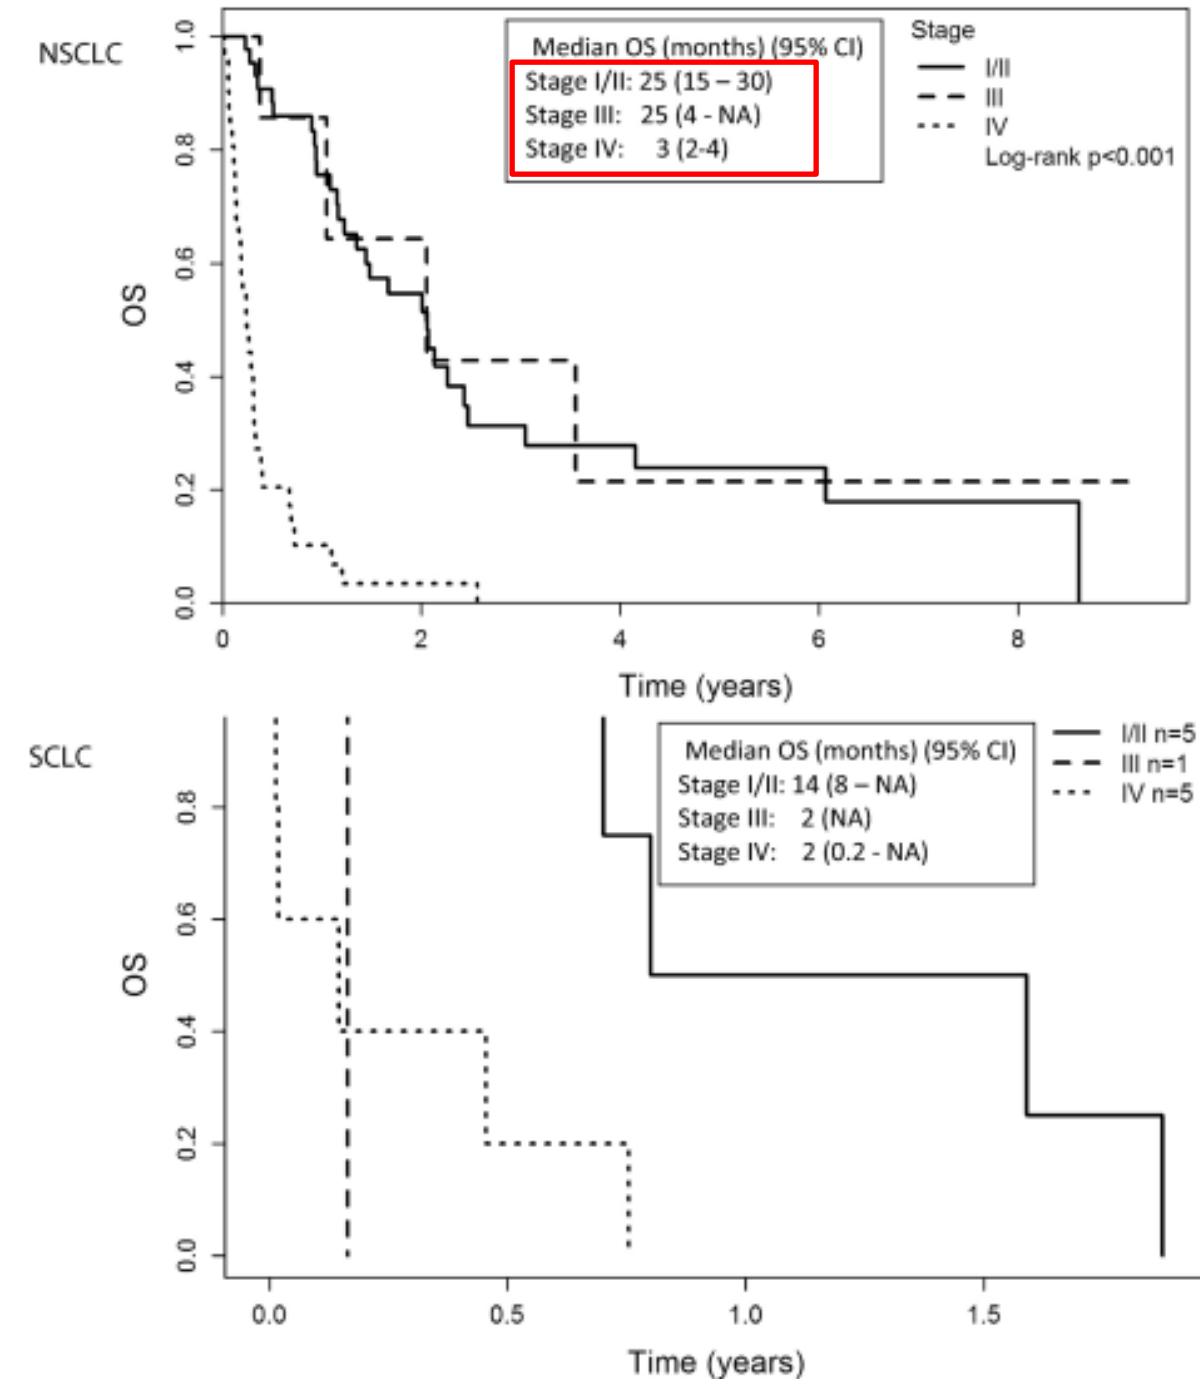 NSCLC
Median OS (months) (95% CI)
Stage I/II: 25 (15 – 30)
Stage III: 25 (4 - NA)
Stage IV: 3 (2-4)
Stage
I/II
III
IV
Log-rank p<0.001
OS
1.0
0.8
0.6
0.4
0.2
0.0
0 2 4 6 8
Time (years)
SCLC
Median OS (months) (95% CI)
Stage I/II: 14 (8 – NA)
Stage III: 2 (NA)
Stage IV: 2 (0.2 - NA)
I/II n=5
III n=1
IV n=5
OS
0.8
0.6
0.4
0.2
0.0
0.0 0.5 1.0 1.5
Time (years)